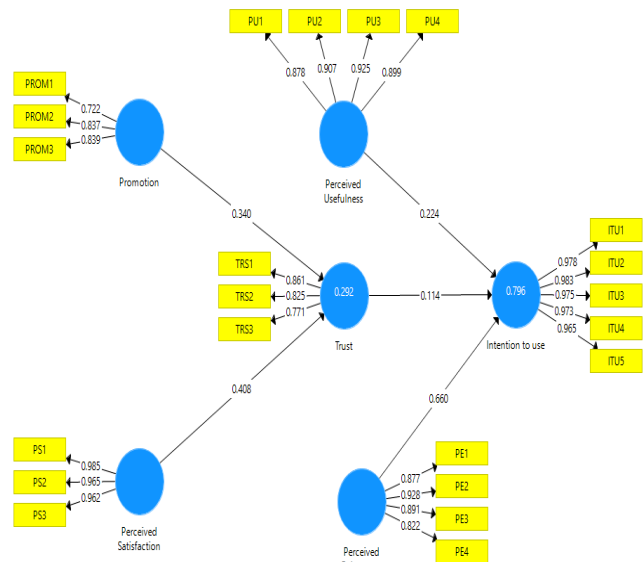 PU1 PU2 PU3 PU4
0.878 0.907 0.925 0.899
Perceived
Usefulness
PROM1
PROM2
PROM3
0.722
0.837
0.839
Promotion
0.340
0.224
TRS1
TRS2
TRS3
0.861
0.825
0.771
0.292
Trust
0.114
ITU1
ITU2
ITU3
ITU4
ITU5
0.978
0.983
0.975
0.973
0.965
0.796
Intention to use
0.408
0.660
PS1
PS2
PS3
0.985
0.965
0.962
Perceived
Satisfaction
PE1
PE2
PE3
PE4
0.877
0.928
0.891
0.822
Perceived